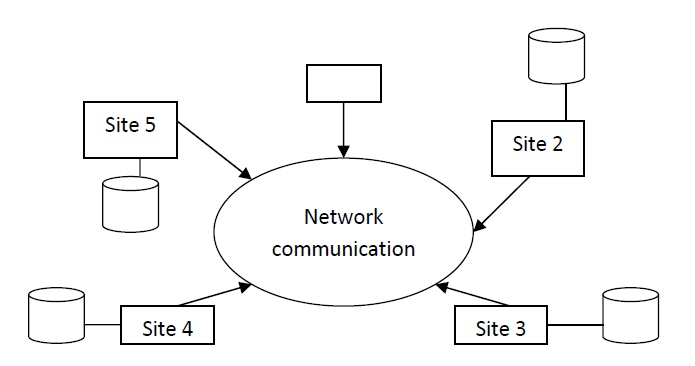 Site 5
Site 2
Network
communication
Site 4
Site 3